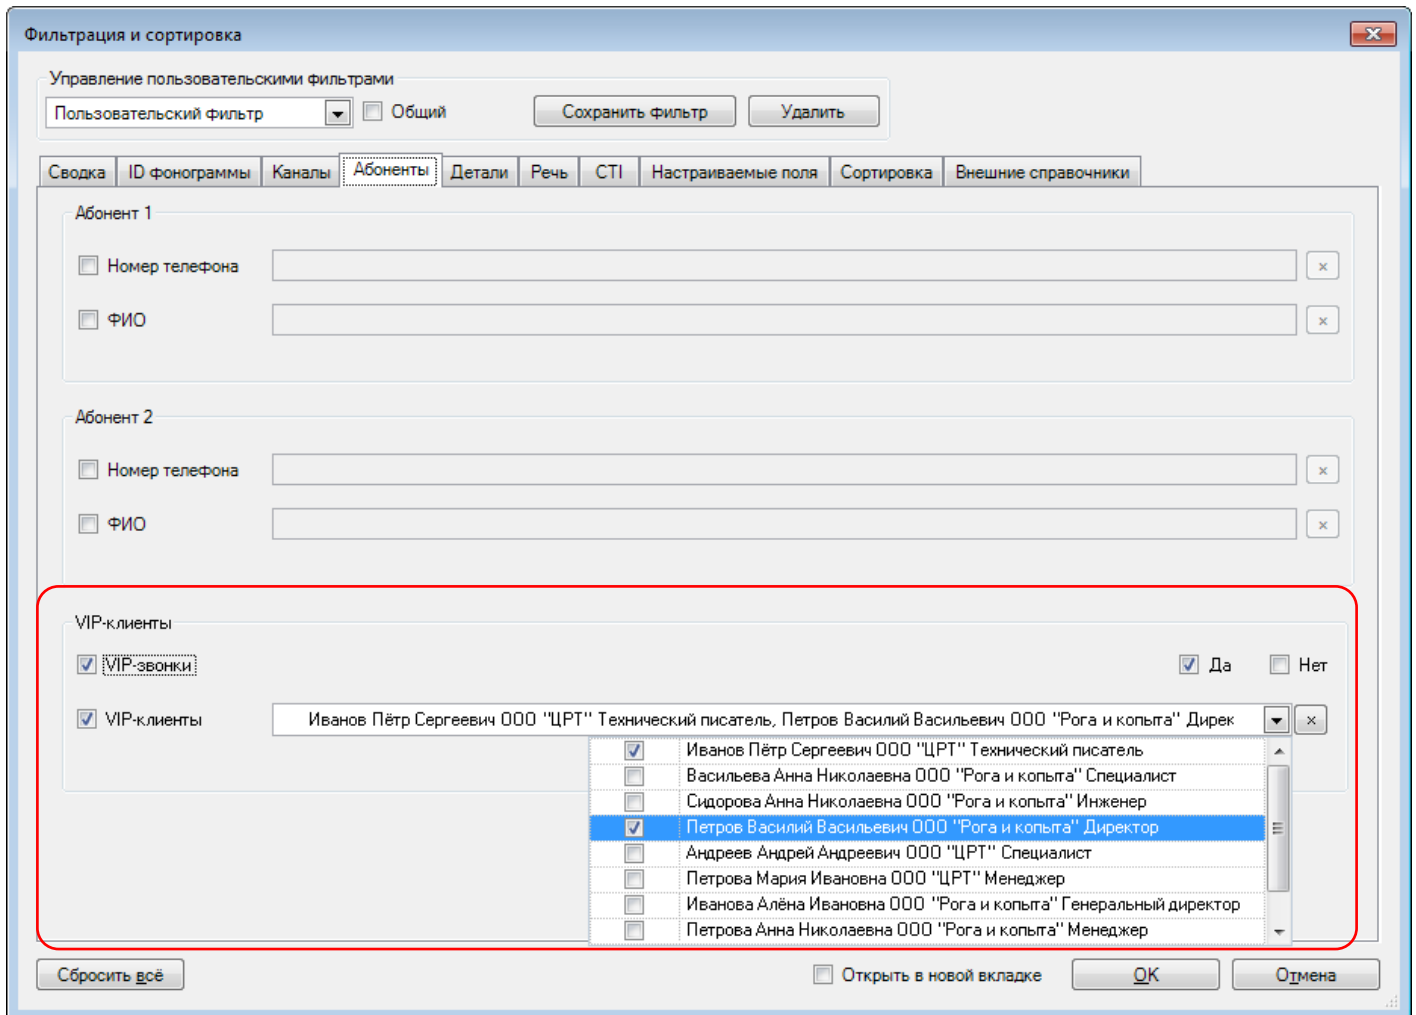 Фильтрация и сортировка
Управление пользовательскими фильтрами
Пользовательский фильтр Общий Сохранить фильтр Удалить
Сводка ID фонограммы Каналы Абоненты Детали Речь CTI Настраиваемые поля Сортировка Внешние справочники
Абонент 1
Номер телефона
ФИО
Абонент 2
Номер телефона
ФИО
VIP-клиенты
VIP-звонки Да Нет
VIP-клиенты Иванов Пётр Сергеевич ООО "ЦРТ" Технический писатель, Петров Василий Васильевич ООО "Рога и копыта" Дирек
Иванов Пётр Сергеевич ООО "ЦРТ" Технический писатель
Васильева Анна Николаевна ООО "Рога и копыта" Специалист
Сидорова Анна Николаевна ООО "Рога и копыта" Инженер
Петров Василий Васильевич ООО "Рога и копыта" Директор
Андреев Андрей Андреевич ООО "ЦРТ" Специалист
Петрова Мария Ивановна ООО "ЦРТ" Менеджер
Иванова Алёна Ивановна ООО "Рога и копыта" Генеральный директор
Петрова Анна Николаевна ООО "Рога и копыта" Менеджер
Сбросить всё Открыть в новой вкладке OK Отмена